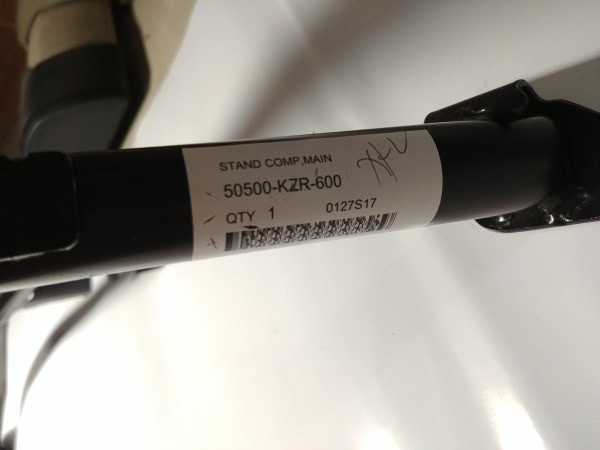 STAND COMP,MAIN
50500-KZR-600
QTY 1 0127S17